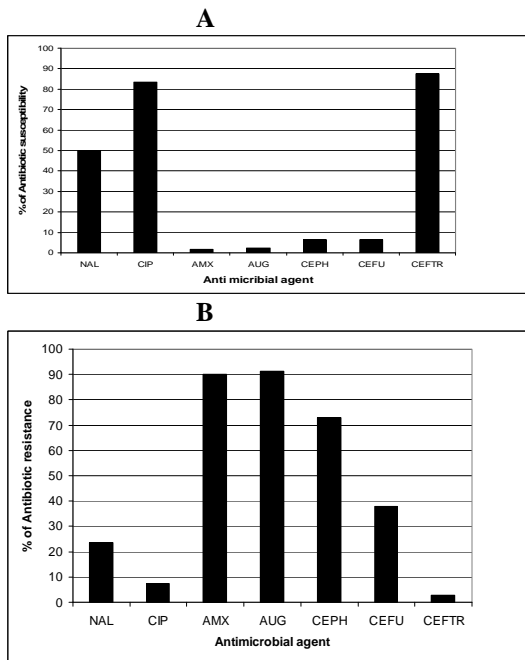 A
% of Antibiotic susceptibility
100
90
80
70
60
50
40
30
20
10
0
NAL CIP AMX AUG CEPH CEFU CEFTR
Anti micribial agent
B
% of Antibiotic resistance
100
90
80
70
60
50
40
30
20
10
0
NAL CIP AMX AUG CEPH CEFU CEFTR
Antimicrobial agent